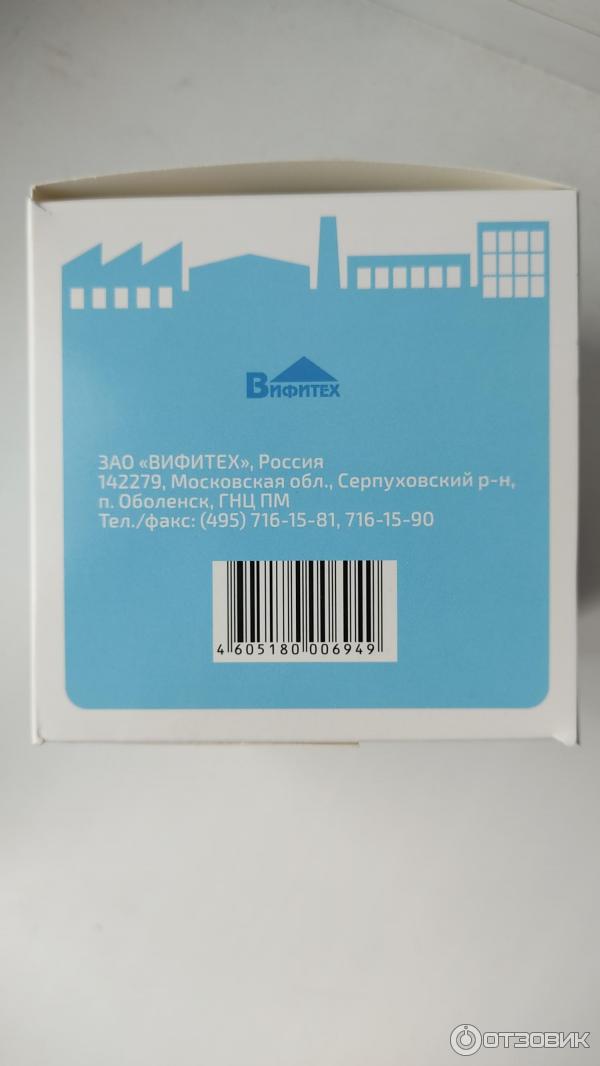 ВИФИТЕХ
ЗАО «ВИФИТЕХ», Россия
142279, Московская обл., Серпуховский р-н,
п. Оболенск, ГНЦ ПМ
Тел./факс: (495) 716-15-81, 716-15-90
4 605180 006949
ОТЗОВИК